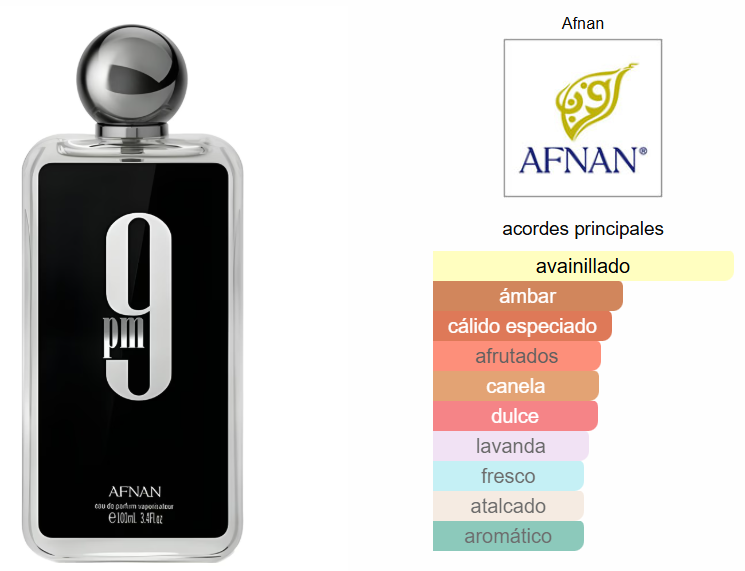 9
pm
AFNAN
eau de parfum vaporisateur
℮100ml. 3.4Fl.oz
Afnan
AFNAN®
acordes principales
avainillado
ámbar
cálido especiado
afrutados
canela
dulce
lavanda
fresco
atalcado
aromático